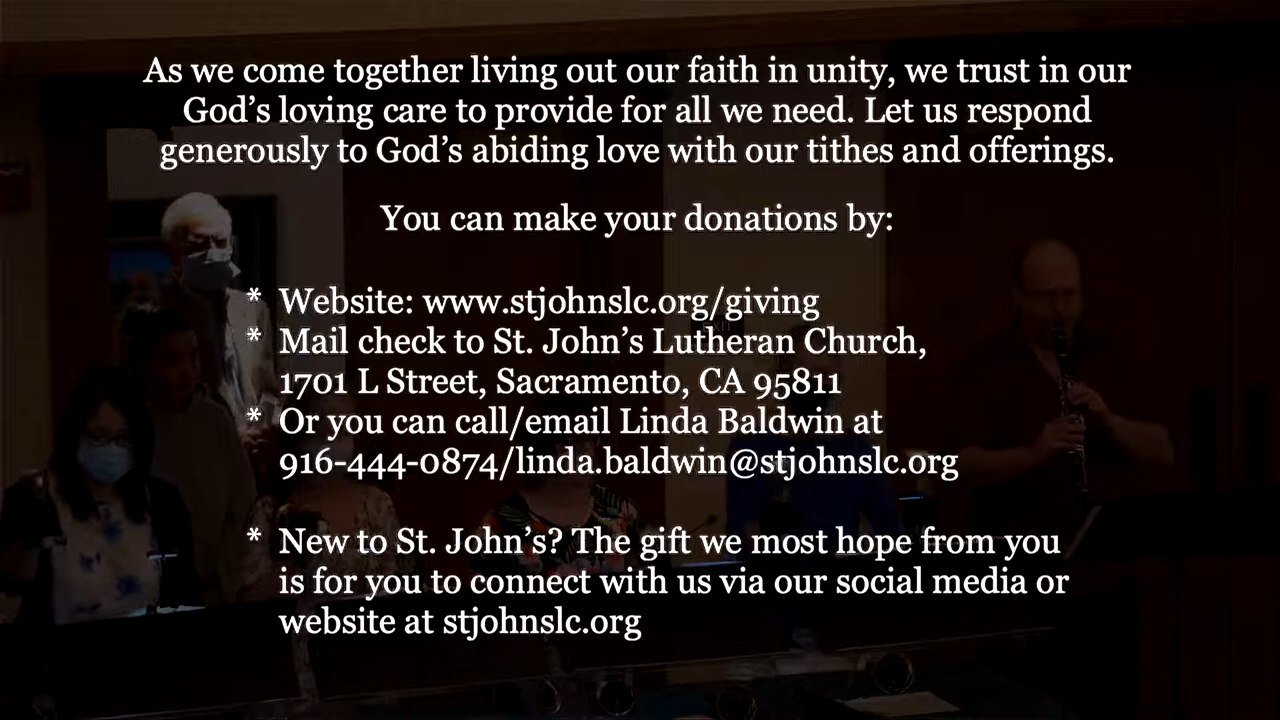 As we come together living out our faith in unity, we trust in our
God’s loving care to provide for all we need. Let us respond
generously to God’s abiding love with our tithes and offerings.
You can make your donations by:
* Website: www.stjohnslc.org/giving
* Mail check to St. John’s Lutheran Church,
1701 L Street, Sacramento, CA 95811
* Or you can call/email Linda Baldwin at
916-444-0874/linda.baldwin@stjohnslc.org
* New to St. John’s? The gift we most hope from you
is for you to connect with us via our social media or
website at stjohnslc.org
EXIT